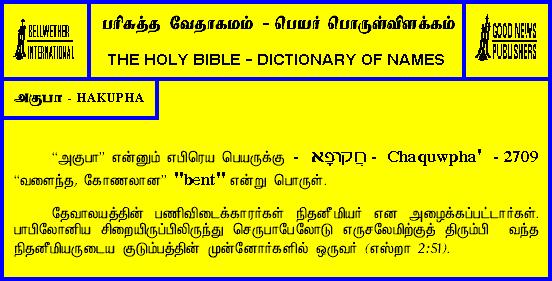 BELLWETHER
INTERNATIONAL
பரிசுத்த வேதாகமம் - பெயர் பொருள்விளக்கம்
THE HOLY BIBLE - DICTIONARY OF NAMES
GOOD NEWS
PUBLISHERS
அகுபா - HAKUPHA
“அகுபா” என்னும் எபிரெய பெயருக்கு - חֲקוּפָא - Chaquwpha' - 2709
“வளைந்த, கோணலான” "bent" என்று பொருள்.
தேவாலயத்தின் பணிவிடைக்காரர்கள் நிதனீமியர் என அழைக்கப்பட்டார்கள்.
பாபிலோனிய சிறையிருப்பிலிருந்து செருபாபேலோடு எருசலேமிற்குத் திரும்பி வந்த
நிதனீமியருடைய குடும்பத்தின் முன்னோர்களில் ஒருவர் (எஸ்றா 2:51).